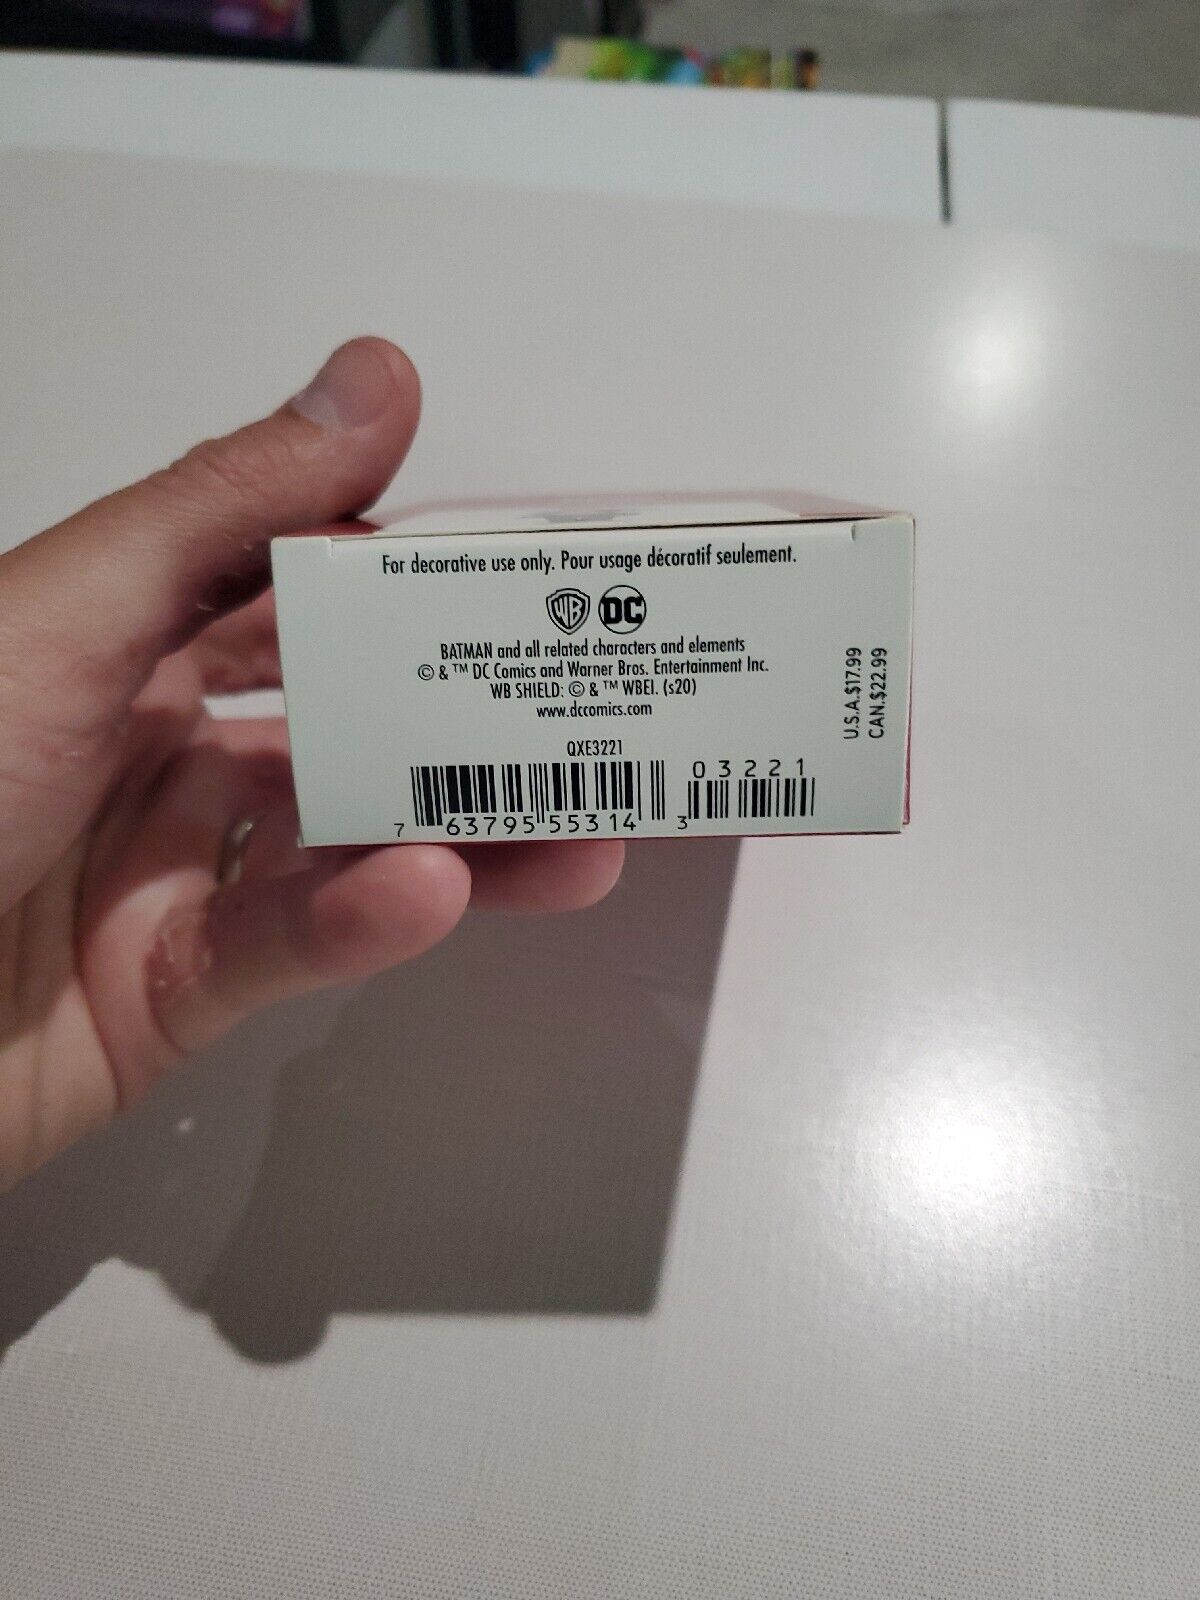 For decorative use only. Pour usage décoratif seulement.
WB DC
BATMAN and all related characters and elements
© & ™ DC Comics and Warner Bros. Entertainment Inc.
WB SHIELD: © & ™ WBEI. (s20)
www.dccomics.com
QXE3221
03221
7 63795 55314 3
U.S.A.$17.99
CAN.$22.99